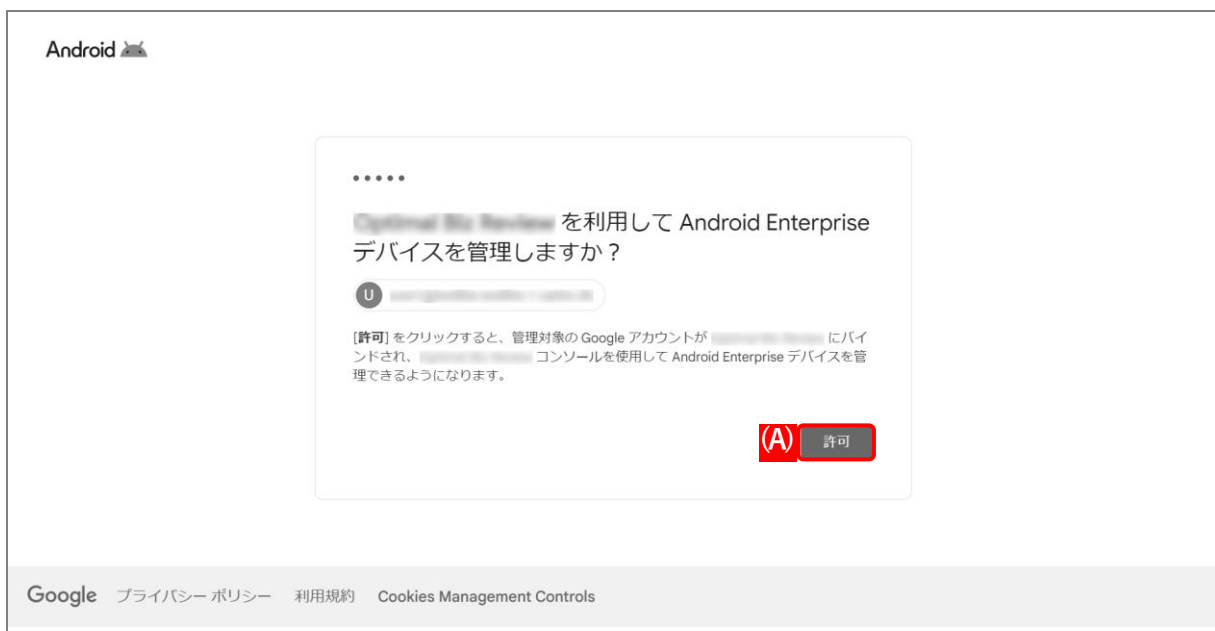 Android
を利用して Android Enterprise
デバイスを管理しますか？
U
[許可] をクリックすると、管理対象の Google アカウントが にバイ
ンドされ、 コンソールを使用して Android Enterprise デバイスを管
理できるようになります。
(A) 許可
Google プライバシー ポリシー 利用規約 Cookies Management Controls